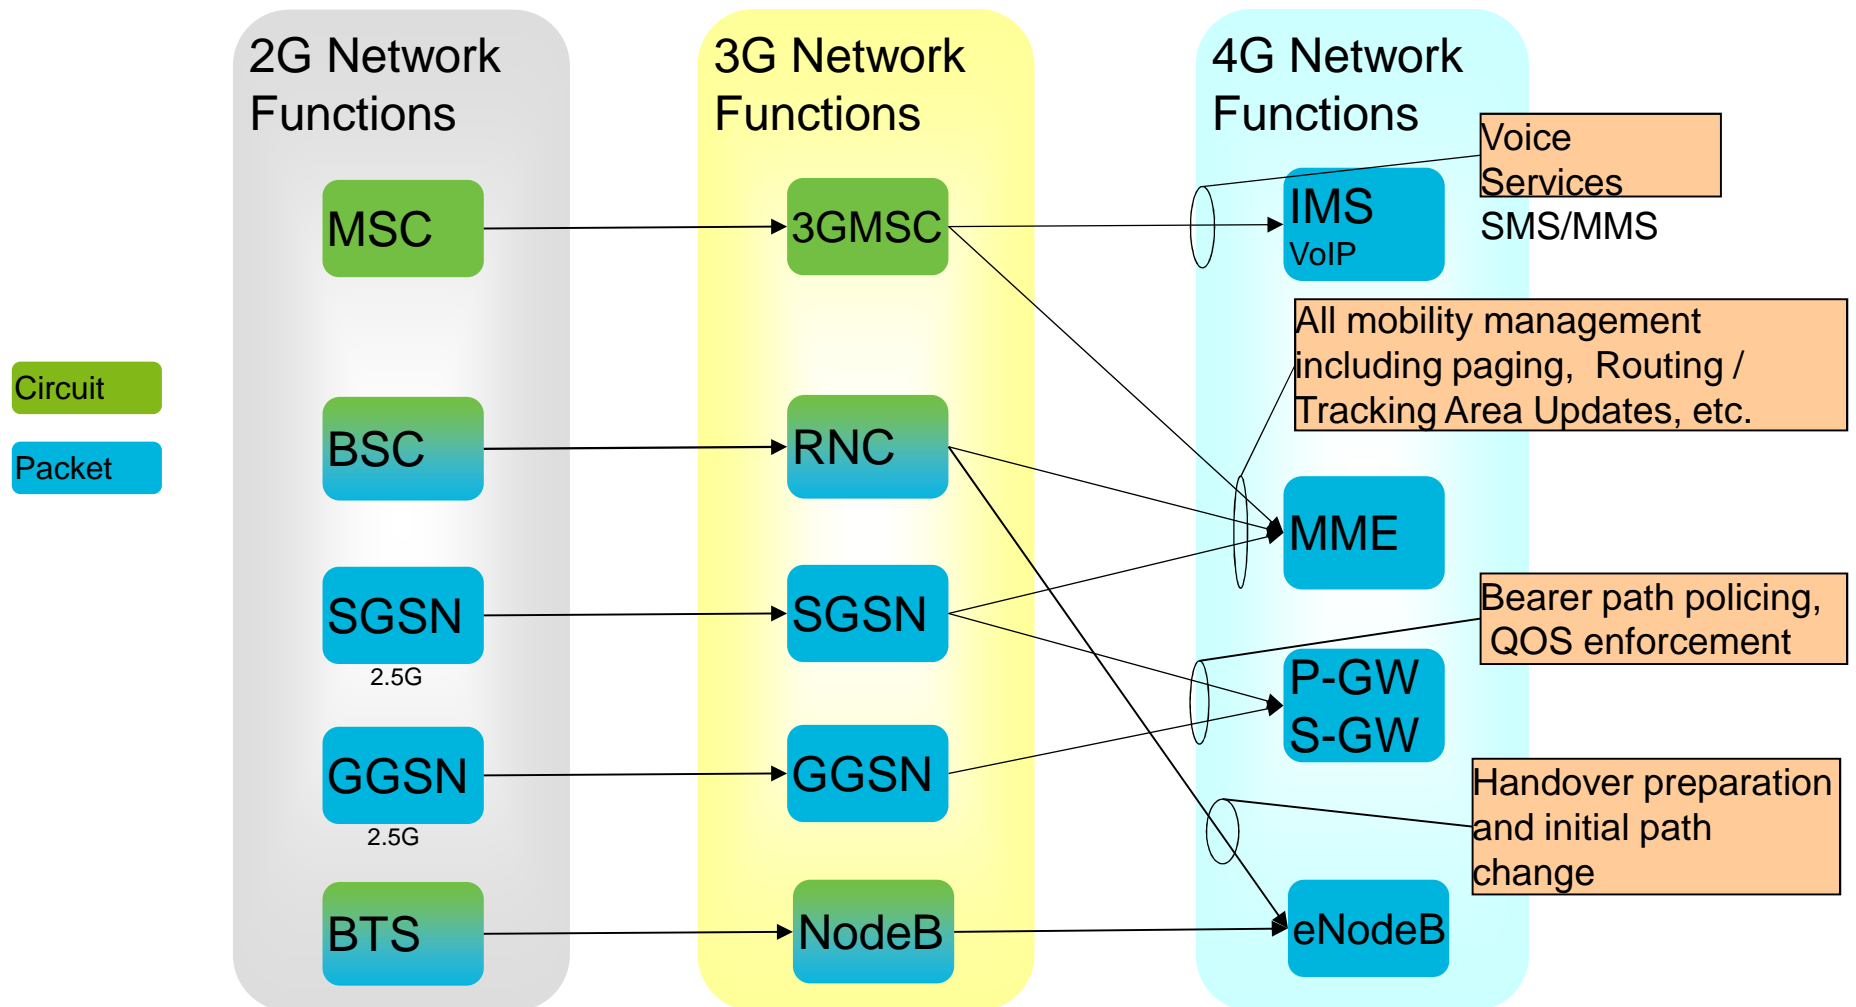 2G Network
Functions
3G Network
Functions
4G Network
Functions
Voice
Services
SMS/MMS
MSC
3GMSC
IMS
VoIP
All mobility management
including paging,  Routing /
Tracking Area Updates, etc.
Circuit
Packet
BSC
RNC
MME
SGSN
2.5G
SGSN
Bearer path policing,
QOS enforcement
P-GW
S-GW
GGSN
2.5G
GGSN
Handover preparation
and initial path
change
BTS
NodeB
eNodeB